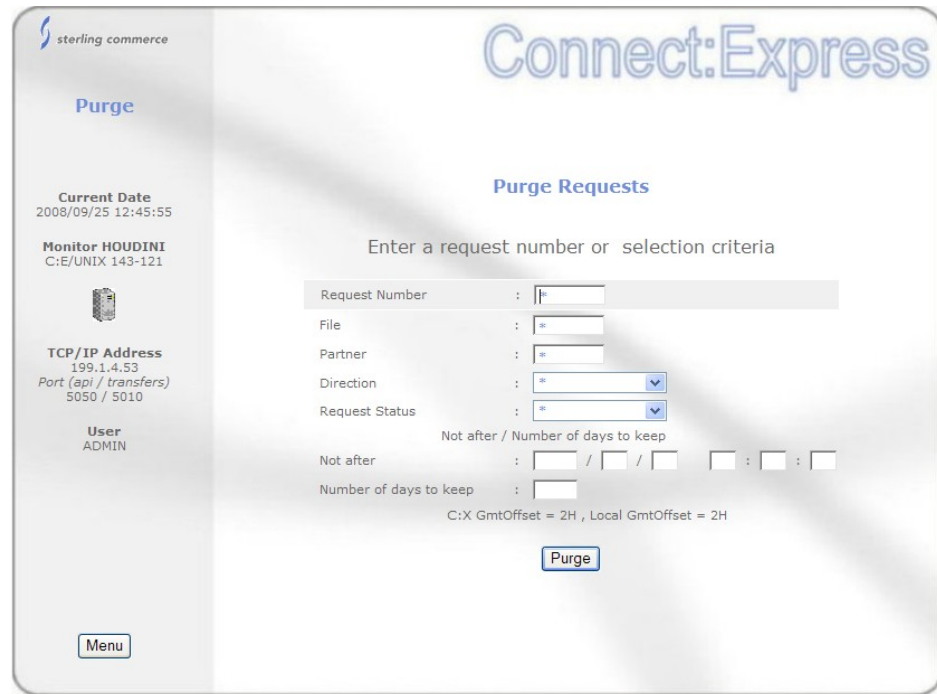 sterling commerce
Connect:Express
Purge
Current Date
2008/09/25 12:45:55
Monitor HOUDINI
C:E/UNIX 143-121
TCP/IP Address
199.1.4.53
Port (api / transfers)
5050 / 5010
User
ADMIN
Menu
Purge Requests
Enter a request number or selection criteria
Request Number : *
File : *
Partner : *
Direction : *
Request Status : *
Not after / Number of days to keep
Not after : / / : :
Number of days to keep :
C:X GmtOffset = 2H , Local GmtOffset = 2H
Purge